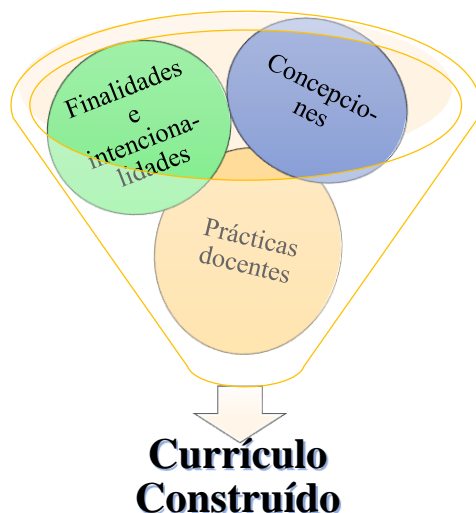 Finalidades
e
intenciona-
lidades
Concepcio-
nes
Prácticas
docentes
Currículo
Construído